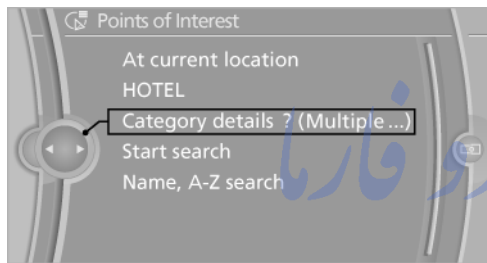 Points of Interest
At current location
HOTEL
Category details ? (Multiple ...)
Start search
Name, A-Z search
فارما